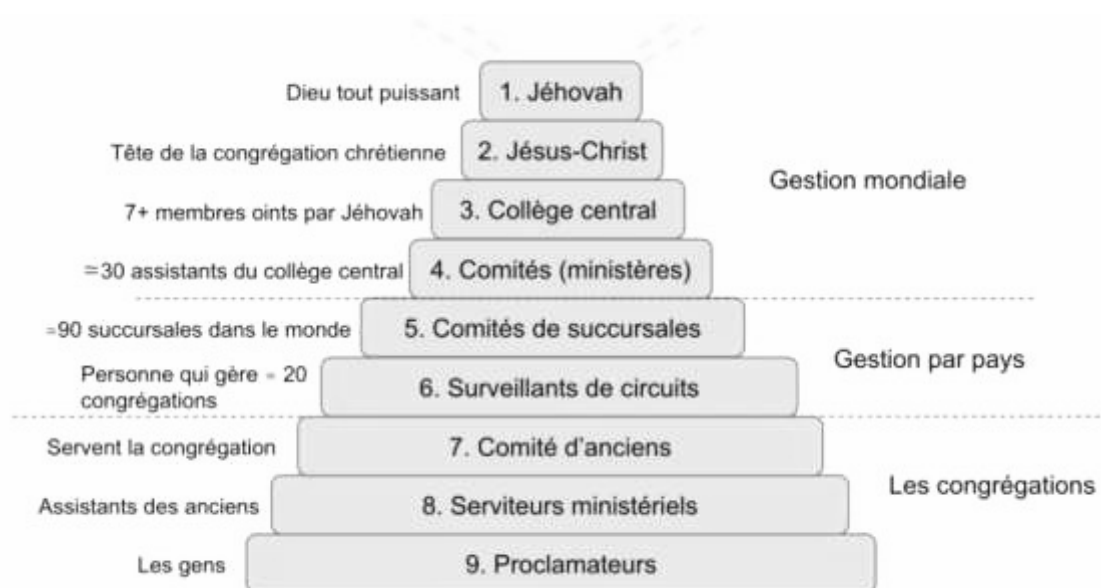 Dieu tout puissant
1. Jéhovah
Tête de la congrégation chrétienne
2. Jésus-Christ
Gestion mondiale
7+ membres oints par Jéhovah
3. Collège central
≃30 assistants du collège central
4. Comités (ministères)
≃90 succursales dans le monde
5. Comités de succursales
Gestion par pays
Personne qui gère ≃ 20
congrégations
6. Surveillants de circuits
Servent la congrégation
7. Comité d'anciens
Les congrégations
Assistants des anciens
8. Serviteurs ministériels
Les gens
9. Proclamateurs